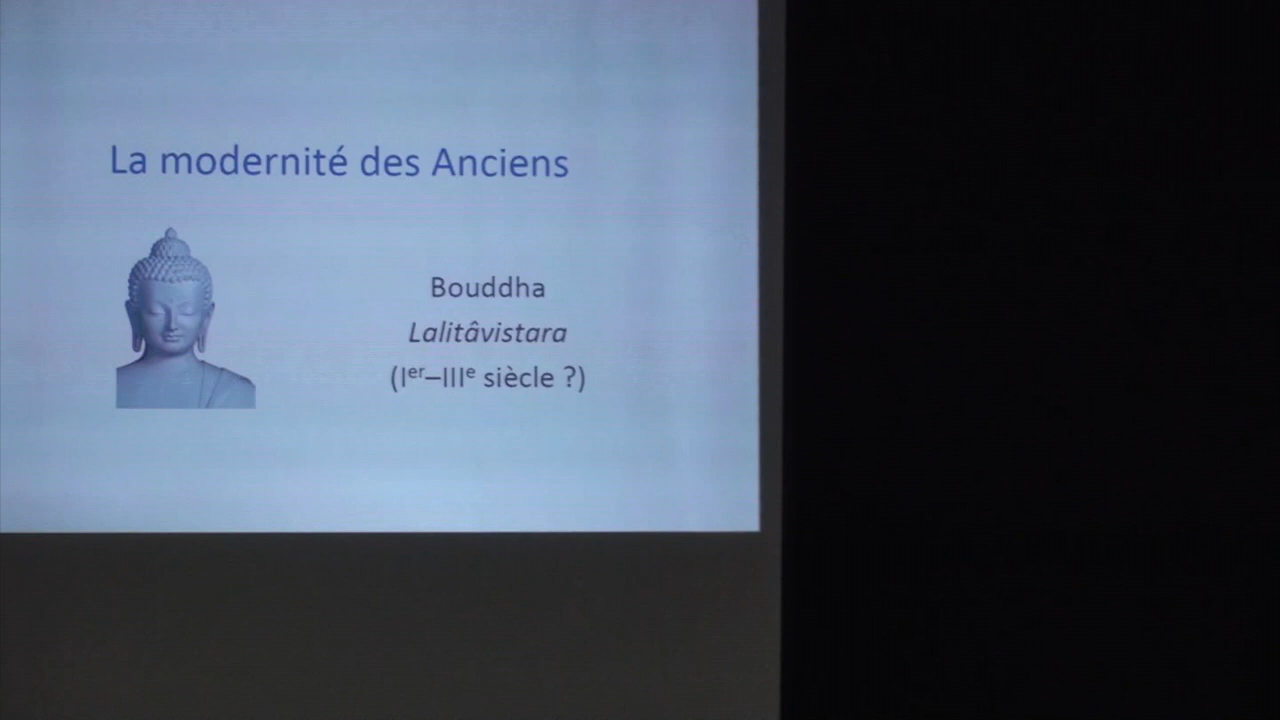 La modernité des Anciens
Bouddha
Lalitâvistara
(Iᵉʳ–IIIᵉ siècle ?)